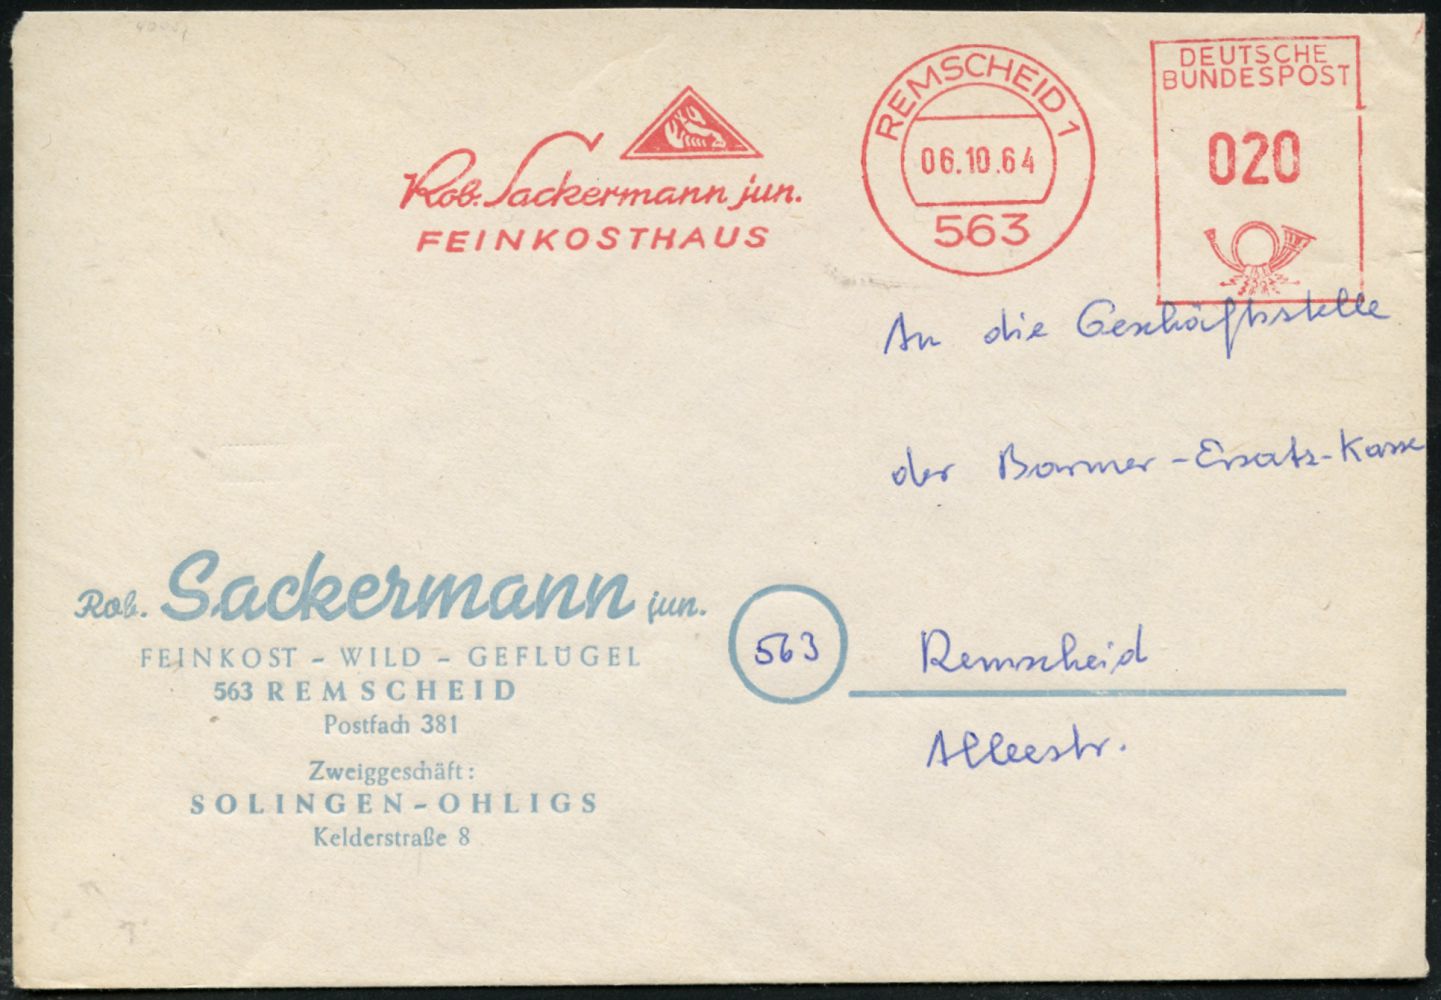 Rob. Sackermann jun.
FEINKOSTHAUS
REMSCHEID 1
06.10.64
563
DEUTSCHE
BUNDESPOST
020
An die Geschäftsstelle
der Barmer-Ersatz-Kasse
Rob. Sackermann jun.
FEINKOST - WILD - GEFLÜGEL
563 REMSCHEID
Postfach 381
Zweiggeschäft:
SOLINGEN-OHLIGS
Kelderstraße 8
563 Remscheid
Alleestr.